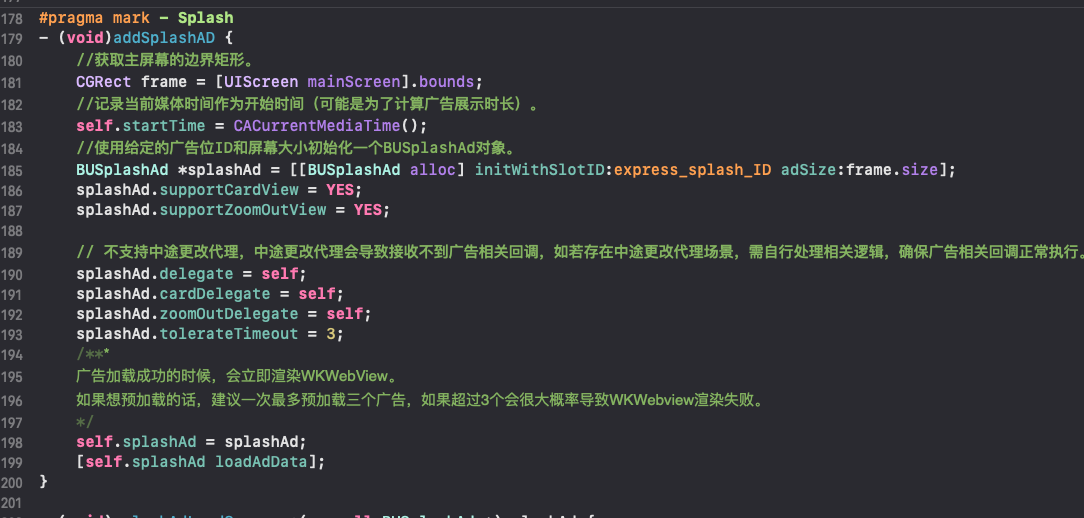 178 #pragma mark - Splash
179 - (void)addSplashAD {
180 //获取主屏幕的边界矩形。
181 CGRect frame = [UIScreen mainScreen].bounds;
182 //记录当前媒体时间作为开始时间（可能是为了计算广告展示时长）。
183 self.startTime = CACurrentMediaTime();
184 //使用给定的广告位ID和屏幕大小初始化一个BUSplashAd对象。
185 BUSplashAd *splashAd = [[BUSplashAd alloc] initWithSlotID:express_splash_ID adSize:frame.size];
186 splashAd.supportCardView = YES;
187 splashAd.supportZoomOutView = YES;
188
189 // 不支持中途更改代理，中途更改代理会导致接收不到广告相关回调，如若存在中途更改代理场景，需自行处理相关逻辑，确保广告相关回调正常执行。
190 splashAd.delegate = self;
191 splashAd.cardDelegate = self;
192 splashAd.zoomOutDelegate = self;
193 splashAd.tolerateTimeout = 3;
194 /***
195 广告加载成功的时候，会立即渲染WKWebView。
196 如果想预加载的话，建议一次最多预加载三个广告，如果超过3个会很大概率导致WKWebview渲染失败。
197 */
198 self.splashAd = splashAd;
199 [self.splashAd loadAdData];
200 }
201